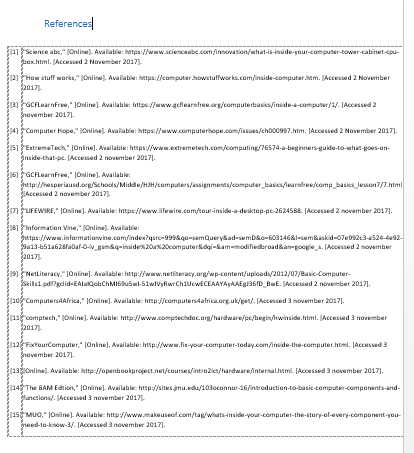 References
[1] "Science abc," [Online]. Available: https://www.scienceabc.com/innovation/what-is-inside-your-computer-tower-cabinet-cpu-
box.html. [Accessed 2 November 2017].
[2] "How stuff works," [Online]. Available: https://computer.howstuffworks.com/inside-computer.htm. [Accessed 2 November
2017].
[3] "GCFLearnFree," [Online]. Available: https://www.gcflearnfree.org/computerbasics/inside-a-computer/1/. [Accessed 2
november 2017].
[4] "Computer Hope," [Online]. Available: https://www.computerhope.com/issues/ch000997.htm. [Accessed 2 November 2017].
[5] "ExtremeTech," [Online]. Available: https://www.extremetech.com/computing/76574-a-beginners-guide-to-what-goes-on-
inside-that-pc. [Accessed 2 november 2017].
[6] "GCFLearnFree," [Online]. Available:
http://hesperiausd.org/Schools/Middle/HJH/computers/assignments/computer_basics/learnfree/comp_basics_lesson7/7.html
[Accessed 2 november 2017].
[7] "LIFEWIRE," [Online]. Available: https://www.lifewire.com/tour-inside-a-desktop-pc-2624588. [Accessed 2 november 2017].
[8] "Information Vine," [Online]. Available:
https://www.informationvine.com/index?qsrc=999&qo=semQuery&ad=semD&o=603146&l=sem&askid=07e992c3-a524-4e92-
9a13-b51a628fa0af-0-iv_gsm&q=inside%20a%20computer&dqi=&am=modifiedbroad&an=google_s. [Accessed 2 november
2017].
[9] "NetLiteracy," [Online]. Available: http://www.netliteracy.org/wp-content/uploads/2012/07/Basic-Computer-
[Accessed 2 november 2017].
[10] "Computers4Africa," [Online]. Available: http://computers4africa.org.uk/get/. [Accessed 3 november 2017].
[11] "comptech," [Online]. Available: http://www.comptechdoc.org/hardware/pc/begin/hwinside.html. [Accessed 3 november
2017].
[12] "FixYourComputer," [Online]. Available: http://www.fix-your-computer-today.com/inside-the-computer.html. [Accessed 3
november 2017].
[13] [Online]. Available: http://openbookproject.net/courses/intro2ict/hardware/internal.html. [Accessed 3 november 2017].
[14] "The 8AM Edtion," [Online]. Available: http://sites.jmu.edu/103oconnor-16/introduction-to-basic-computer-components-and-
functions/. [Accessed 3 november 2017].
[15] "MUO," [Online]. Available: http://www.makeuseof.com/tag/whats-inside-your-computer-the-story-of-every-component-you-
need-to-know-3/. [Accessed 3 november 2017].